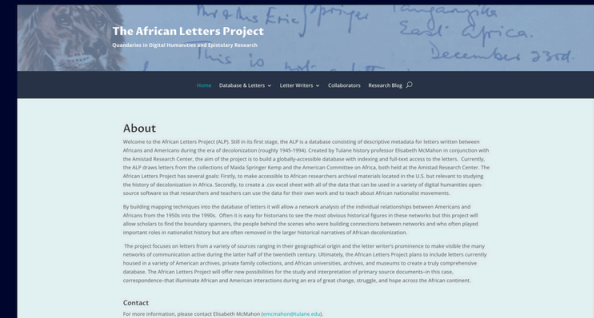 Mr & Mrs Eric Springer
Tanganyika
East Africa.
December 23rd.
This is not
The African Letters Project
Quandaries in Digital Humanities and Epistolary Research
Home Database & Letters Letter Writers Collaborators Research Blog
About
Welcome to the African Letters Project (ALP). Still in its first stage, the ALP is a database consisting of descriptive metadata for letters written between
Africans and Americans during the era of decolonization (roughly 1945-1994). Created by Tulane history professor Elisabeth McMahon in conjunction with
the Amistad Research Center, the aim of the project is to build a globally-accessible database with indexing and full-text access to the letters. Currently,
the ALP draws letters from the collections of Maida Springer Kemp and the American Committee on Africa, both held at the Amistad Research Center. The
African Letters Project has several goals: Firstly, to make accessible to African researchers archival materials located in the U.S. but relevant to studying
the history of decolonization in Africa. Secondly, to create a .csv excel sheet with all of the data that can be used in a variety of digital humanities open-
source software so that researchers and teachers can use the data for their own work and to teach about African nationalist movements.
By building mapping techniques into the database of letters it will allow a network analysis of the individual relationships between Americans and
Africans from the 1950s into the 1990s. Often it is easy for historians to see the most obvious historical figures in these networks but this project will
allow scholars to find the boundary spanners, the people behind the scenes who were building connections between networks and who often played
important roles in nationalist history but are often removed in the larger historical narratives of African decolonization.
The project focuses on letters from a variety of sources ranging in their geographical origin and the letter writer's prominence to make visible the many
networks of communication active during the latter half of the twentieth century. Ultimately, the African Letters Project plans to include letters currently
housed in a variety of American archives, private family collections, and African universities, archives, and museums to create a truly comprehensive
database. The African Letters Project will offer new possibilities for the study and interpretation of primary source documents–in this case,
correspondence–that illuminate African and American interactions during an era of great change, struggle, and hope across the African continent.
Contact
For more information, please contact Elisabeth McMahon (emcmahon@tulane.edu).